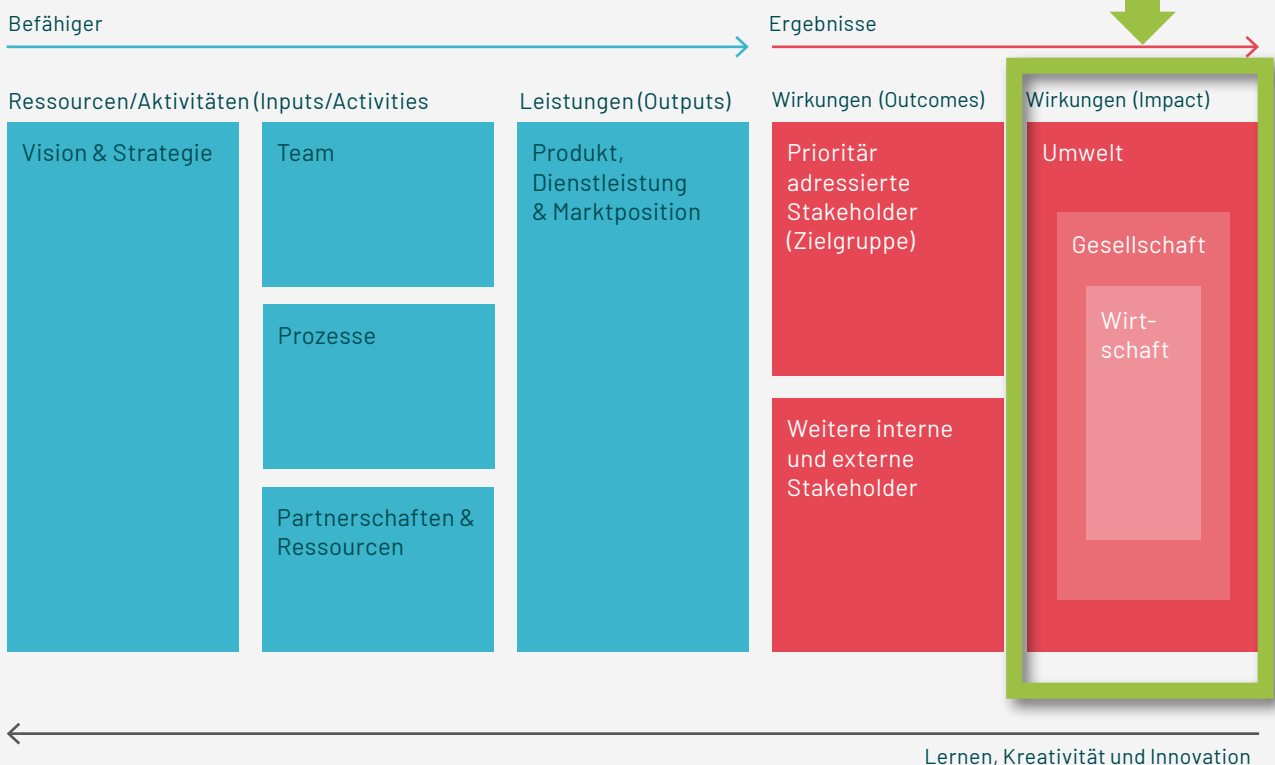 Befähiger
Ergebnisse
Ressourcen/Aktivitäten (Inputs/Activities
Leistungen (Outputs)
Wirkungen (Outcomes)
Wirkungen (Impact)
Vision & Strategie
Team
Prozesse
Partnerschaften &
Ressourcen
Produkt,
Dienstleistung
& Marktposition
Prioritär
adressierte
Stakeholder
(Zielgruppe)
Weitere interne
und externe
Stakeholder
Umwelt
Gesellschaft
Wirt-
schaft
Lernen, Kreativität und Innovation